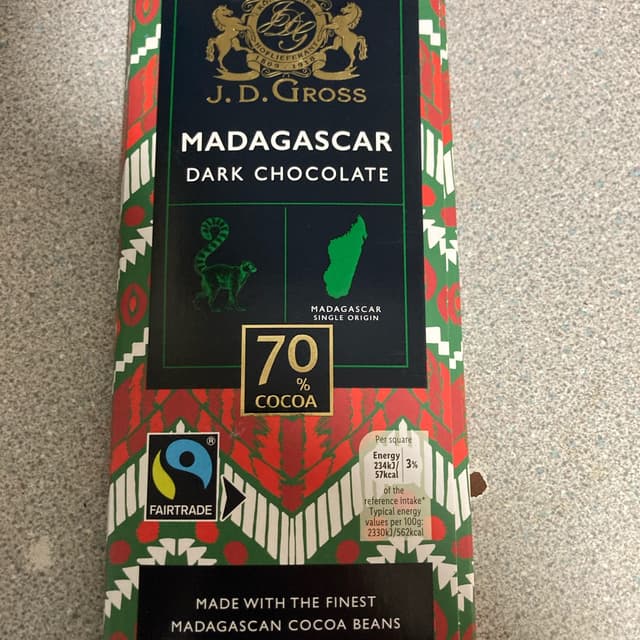 HOFLIEFERANT
J. D. GROSS
MADAGASCAR
DARK CHOCOLATE
MADAGASCAR
SINGLE ORIGIN
70
%
COCOA
®
FAIRTRADE
Per square
Energy
234kJ/
57kcal
3%
of the
reference intake*
Typical energy
values per 100g:
2330kJ/562kcal
MADE WITH THE FINEST
MADAGASCAN COCOA BEANS